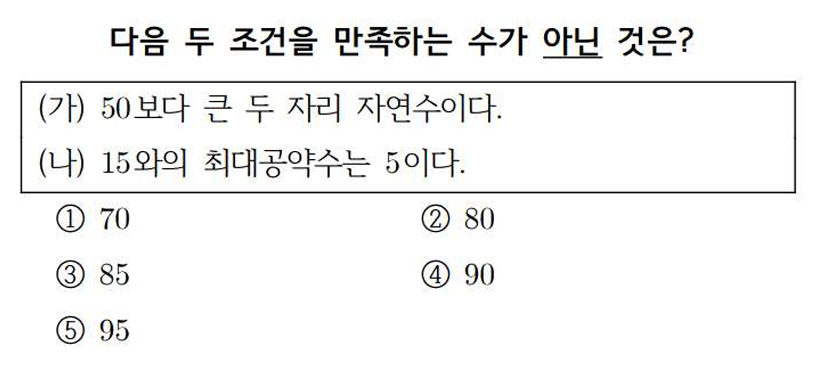 다음 두 조건을 만족하는 수가 아닌 것은?
(가) 50보다 큰 두 자리 자연수이다.
(나) 15와의 최대공약수는 5이다.
① 70 ② 80
③ 85 ④ 90
⑤ 95